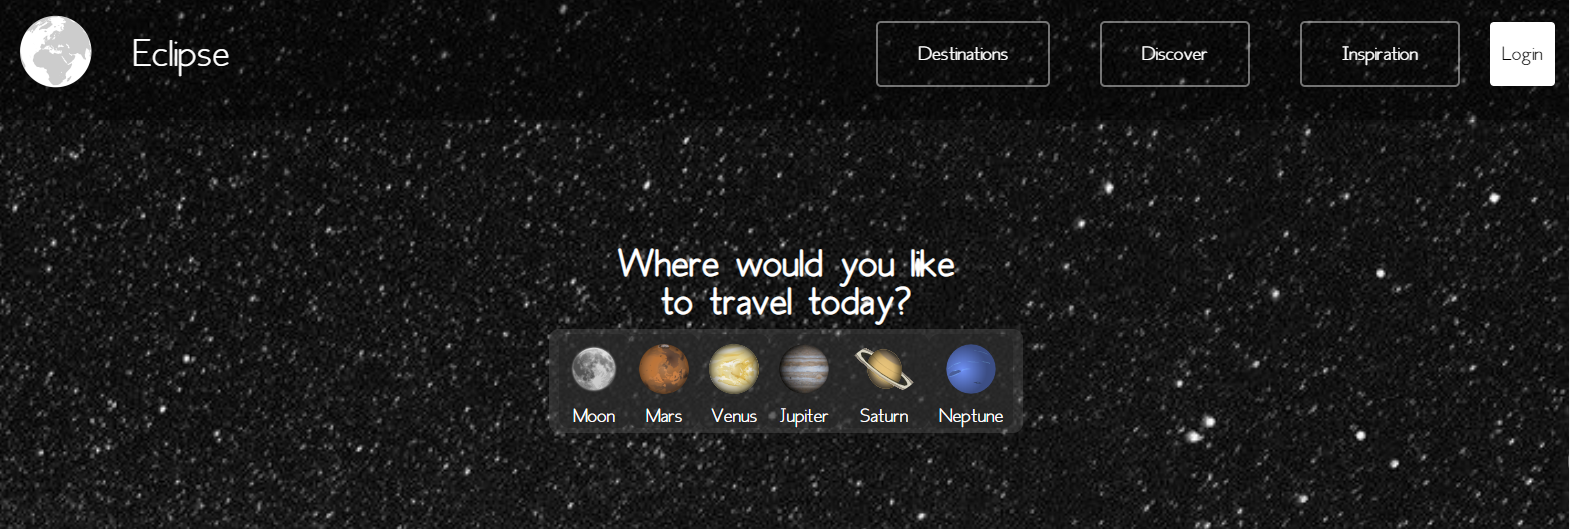 Eclipse
Destinations
Discover
Inspiration
Login
Where would you like
to travel today?
Moon
Mars
Venus
Jupiter
Saturn
Neptune